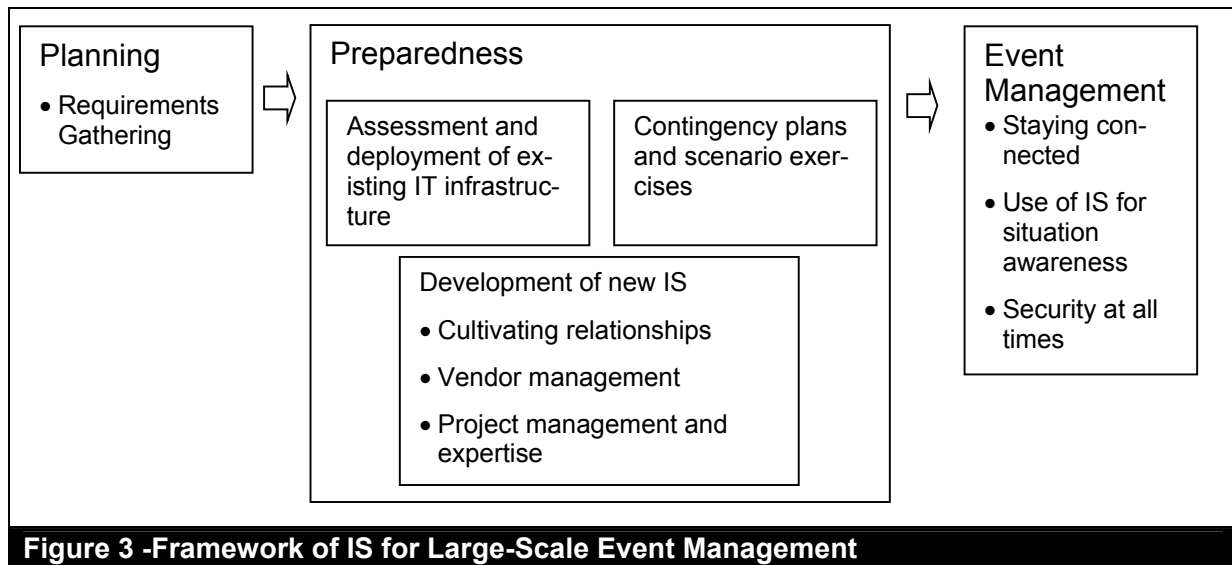 Planning
• Requirements
Gathering
Preparedness
Assessment and
deployment of ex-
isting IT infrastruc-
ture
Contingency plans
and scenario exer-
cises
Development of new IS
• Cultivating relationships
• Vendor management
• Project management and
expertise
Event
Management
• Staying con-
nected
• Use of IS for
situation
awareness
• Security at all
times
Figure 3 -Framework of IS for Large-Scale Event Management